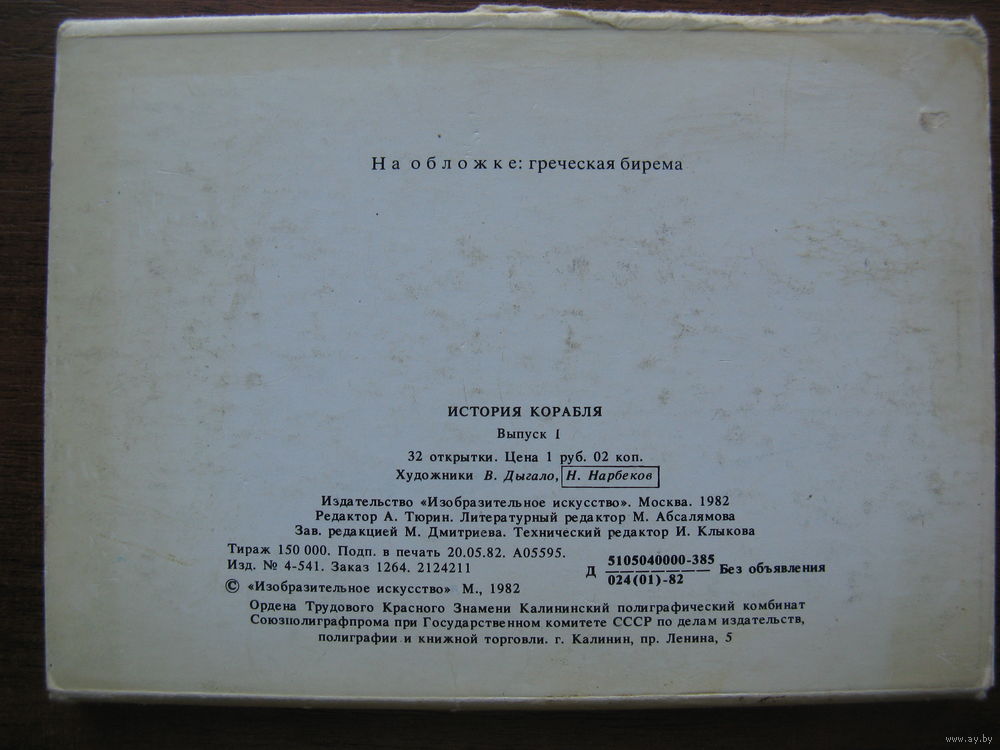 На обложке: греческая бирема
ИСТОРИЯ КОРАБЛЯ
Выпуск I
32 открытки. Цена 1 руб. 02 коп.
Художники В. Дыгало, Н. Нарбеков
Издательство «Изобразительное искусство». Москва. 1982
Редактор А. Тюрин. Литературный редактор М. Абсалямова
Зав. редакцией М. Дмитриева. Технический редактор И. Клыкова
Тираж 150 000. Подп. в печать 20.05.82. А05595.
Изд. № 4-541. Заказ 1264. 2124211
Д 5105040000-385 Без объявления
024(01)-82
© «Изобразительное искусство» М., 1982
Ордена Трудового Красного Знамени Калининский полиграфический комбинат
Союзполиграфпрома при Государственном комитете СССР по делам издательств,
полиграфии и книжной торговли. г. Калинин, пр. Ленина, 5
www.ay.by